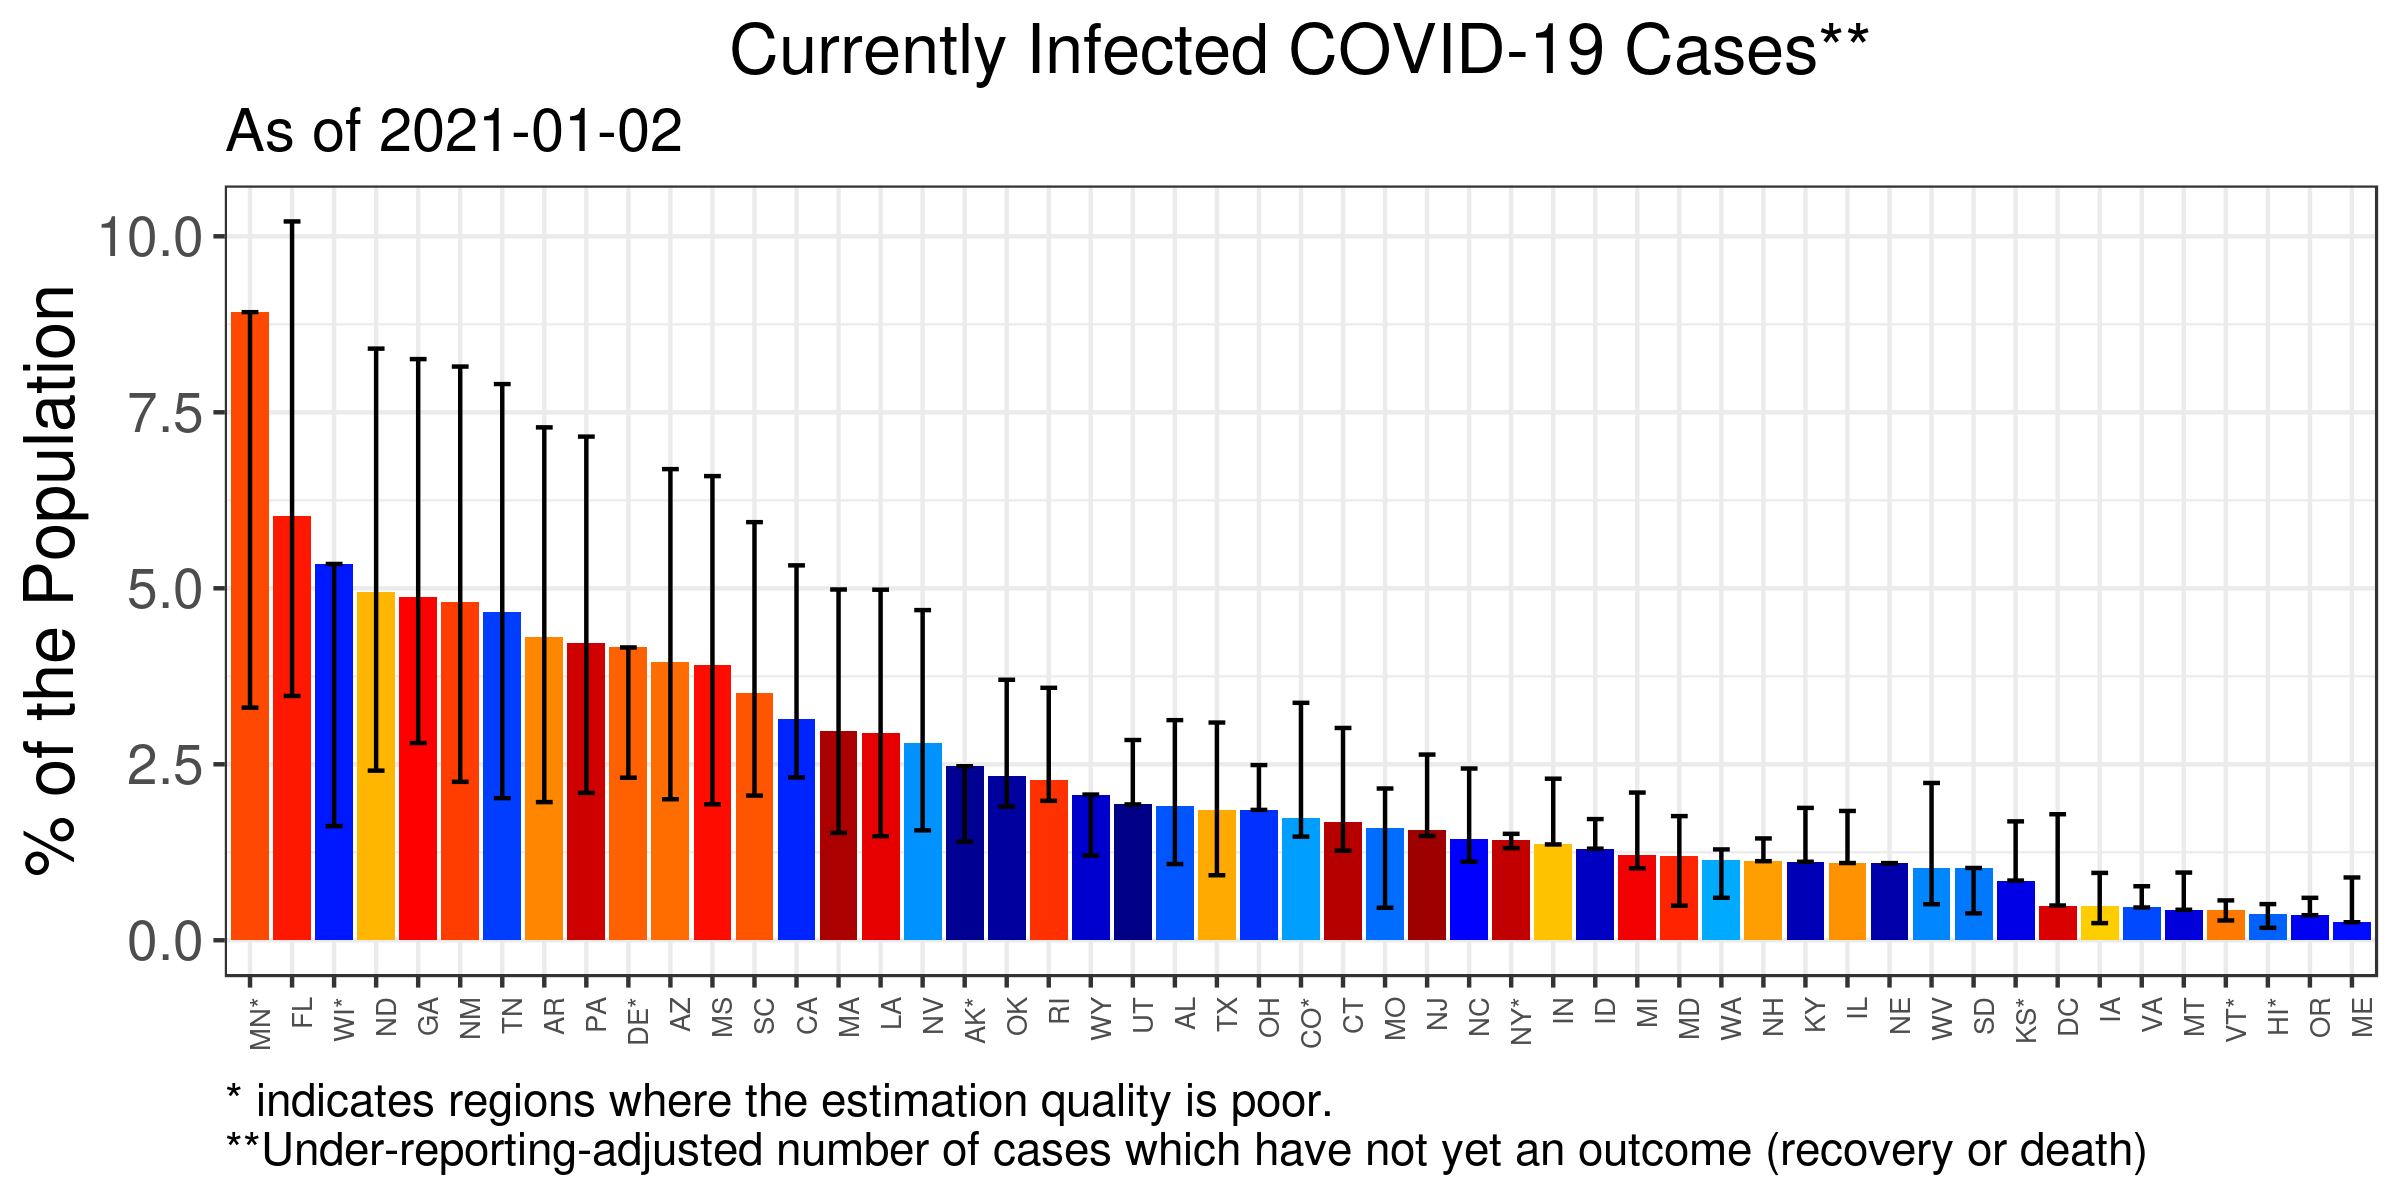 Currently Infected COVID-19 Cases**
As of 2021-01-02
% of the Population
10.0
7.5
5.0
2.5
0.0
MN* FL WI* ND GA NM TN AR PA DE* AZ MS SC CA MA LA NV AK* OK RI WY UT AL TX OH CO* CT MO NJ NC NY* IN ID MI MD WA NH KY IL NE WV SD KS* DC IA VA MT VT* HI* OR ME
* indicates regions where the estimation quality is poor.
**Under-reporting-adjusted number of cases which have not yet an outcome (recovery or death)